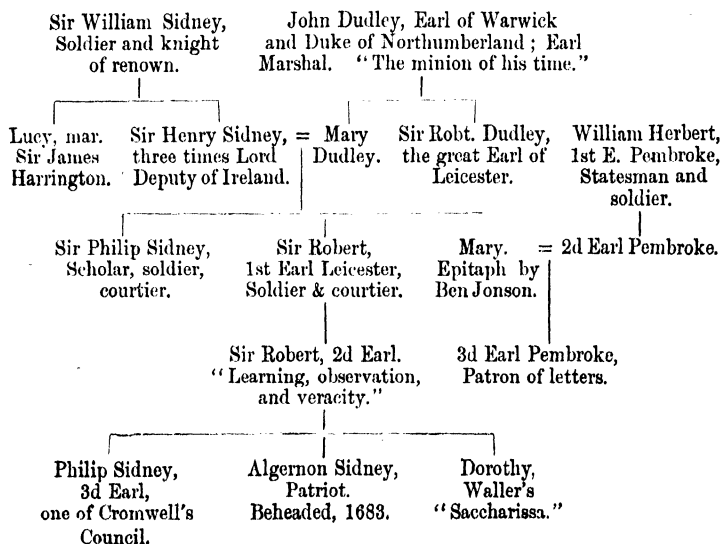 Sir William Sidney,
Soldier and knight
of renown.
John Dudley, Earl of Warwick
and Duke of Northumberland ; Earl
Marshal. "The minion of his time."
Lucy, mar.
Sir James
Harrington.
Sir Henry Sidney, =
three times Lord
Deputy of Ireland.
Mary
Dudley.
Sir Robt. Dudley,
the great Earl of
Leicester.
William Herbert,
1st E. Pembroke,
Statesman and
soldier.
Sir Philip Sidney,
Scholar, soldier,
courtier.
Sir Robert,
1st Earl Leicester,
Soldier & courtier.
Mary. = 2d Earl Pembroke.
Epitaph by
Ben Jonson.
Sir Robert, 2d Earl.
"Learning, observation,
and veracity."
3d Earl Pembroke,
Patron of letters.
Philip Sidney,
3d Earl,
one of Cromwell's
Council.
Algernon Sidney,
Patriot.
Beheaded, 1683.
Dorothy,
Waller's
"Saccharissa."